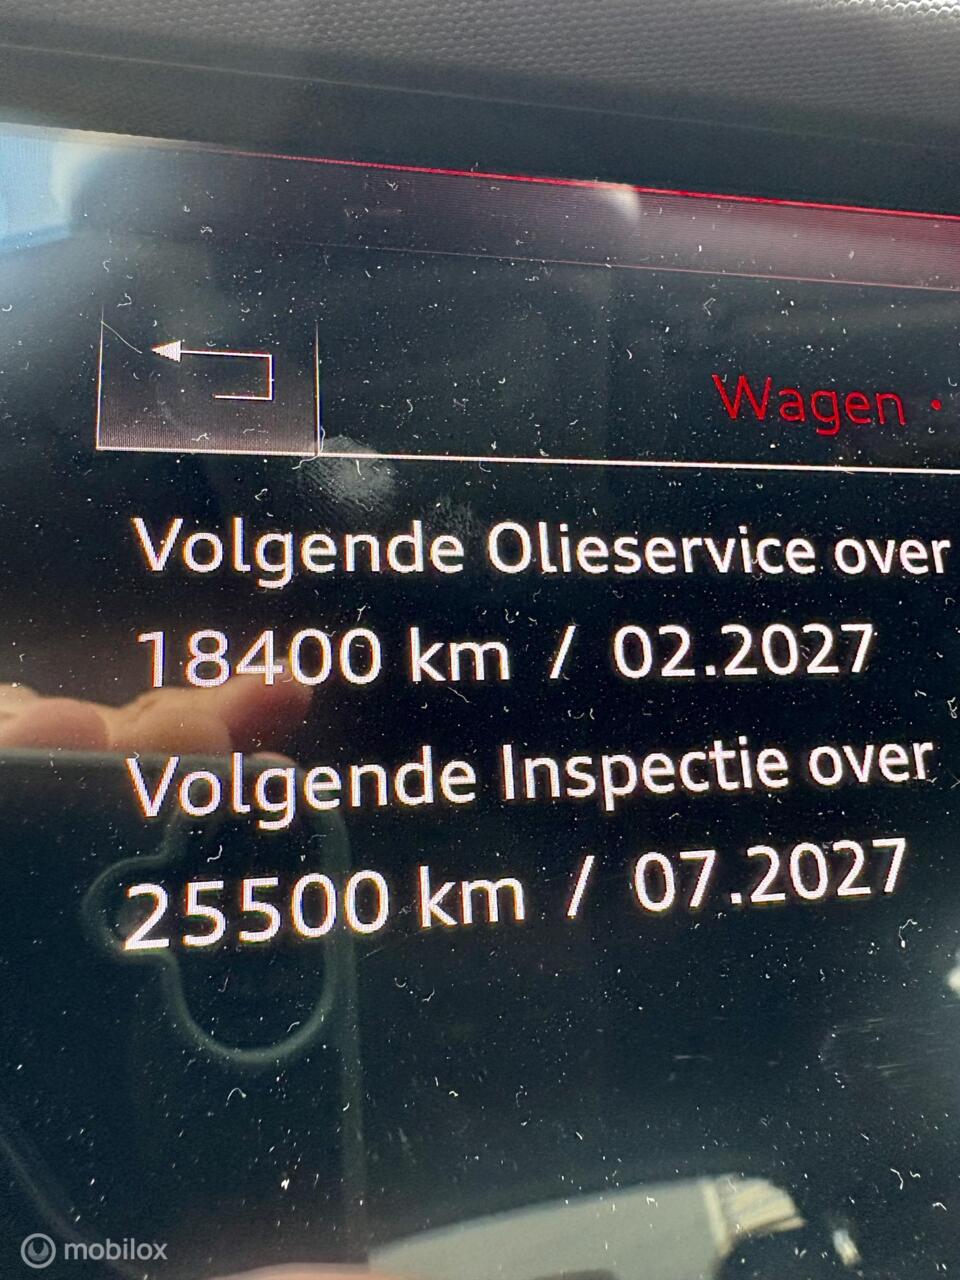 Wagen •
Volgende Olieservice over
18400 km / 02.2027
Volgende Inspectie over
25500 km / 07.2027
mobilox